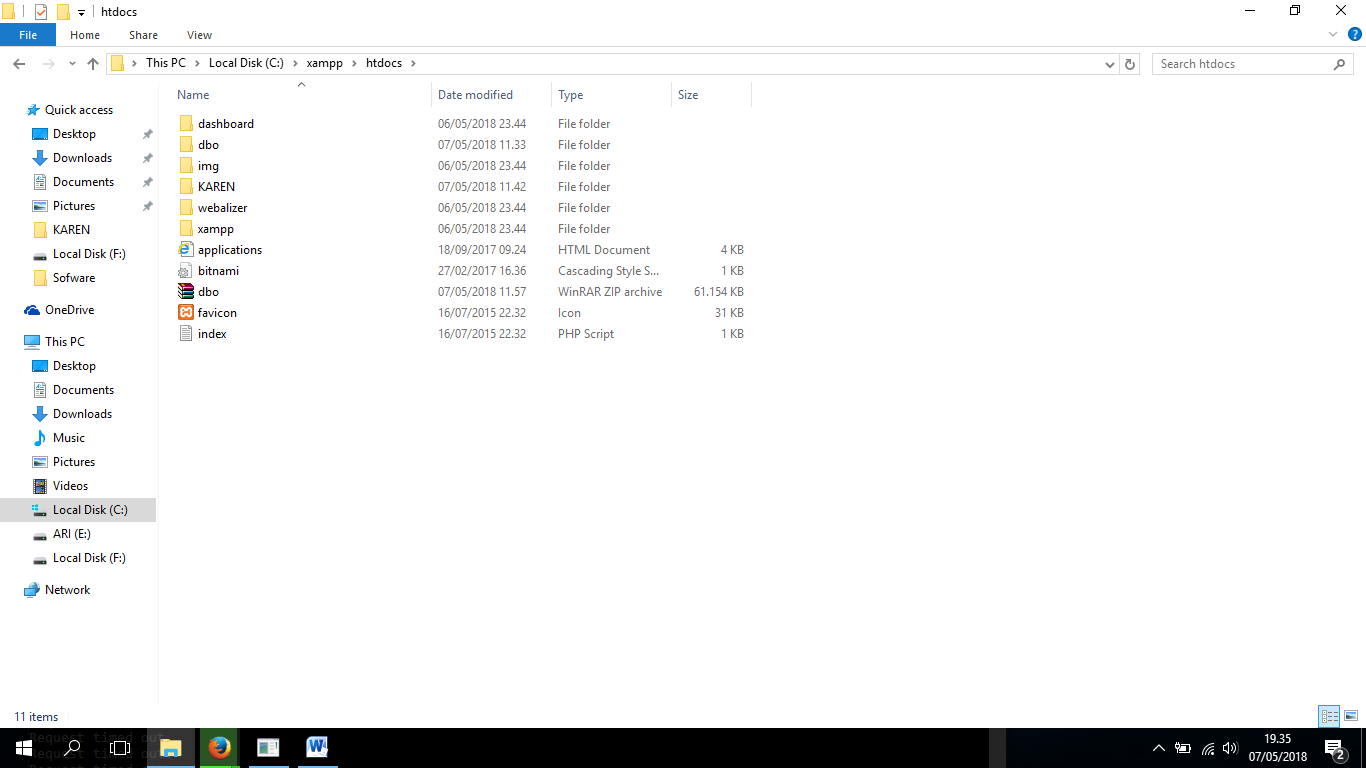 htdocs
File Home Share View
This PC Local Disk (C:) xampp htdocs Search htdocs
Name Date modified Type Size
dashboard 06/05/2018 23.44 File folder
dbo 07/05/2018 11.33 File folder
img 06/05/2018 23.44 File folder
KAREN 07/05/2018 11.42 File folder
webalizer 06/05/2018 23.44 File folder
xampp 06/05/2018 23.44 File folder
applications 18/09/2017 09.24 HTML Document 4 KB
bitnami 27/02/2017 16.36 Cascading Style S... 1 KB
dbo 07/05/2018 11.57 WinRAR ZIP archive 61.154 KB
favicon 16/07/2015 22.32 Icon 31 KB
index 16/07/2015 22.32 PHP Script 1 KB
Quick access
Desktop
Downloads
Documents
Pictures
KAREN
Local Disk (F:)
Sofware
OneDrive
This PC
Desktop
Documents
Downloads
Music
Pictures
Videos
Local Disk (C:)
ARI (E:)
Local Disk (F:)
Network
11 items
Request timed out
Request timed out
19.35
07/05/2018
2